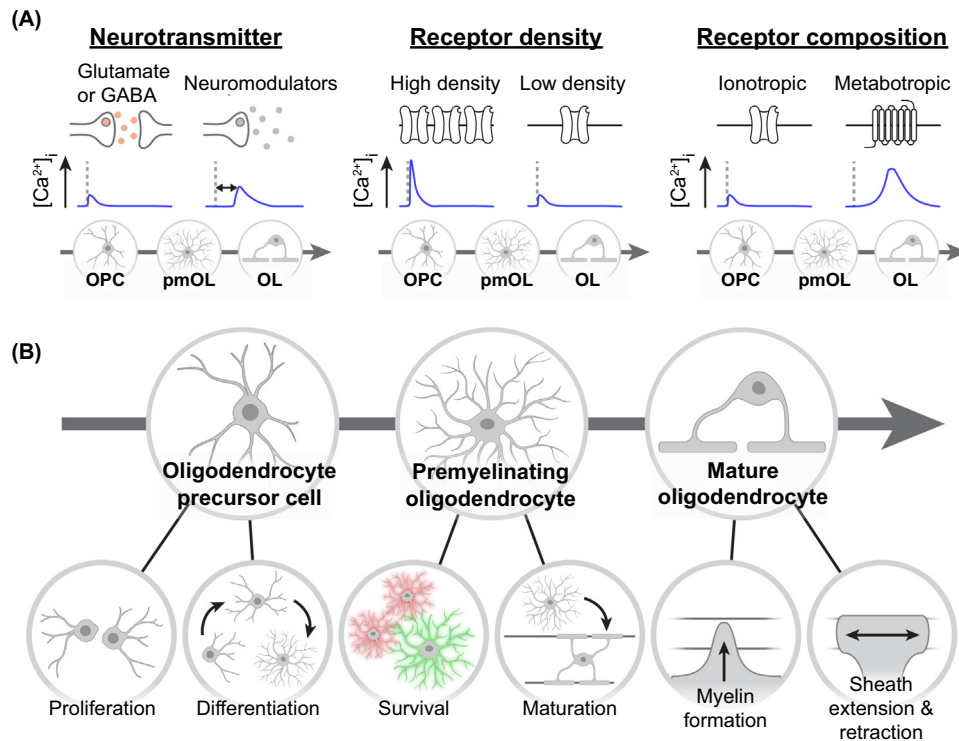 (A)
Neurotransmitter
Glutamate
or GABA
Neuromodulators
[Ca²⁺]ᵢ
OPC
pmOL
OL
Receptor density
High density
Low density
[Ca²⁺]ᵢ
OPC
pmOL
OL
Receptor composition
Ionotropic
Metabotropic
[Ca²⁺]ᵢ
OPC
pmOL
OL
(B)
Oligodendrocyte
precursor cell
Premyelinating
oligodendrocyte
Mature
oligodendrocyte
Proliferation
Differentiation
Survival
Maturation
Myelin
formation
Sheath
extension &
retraction